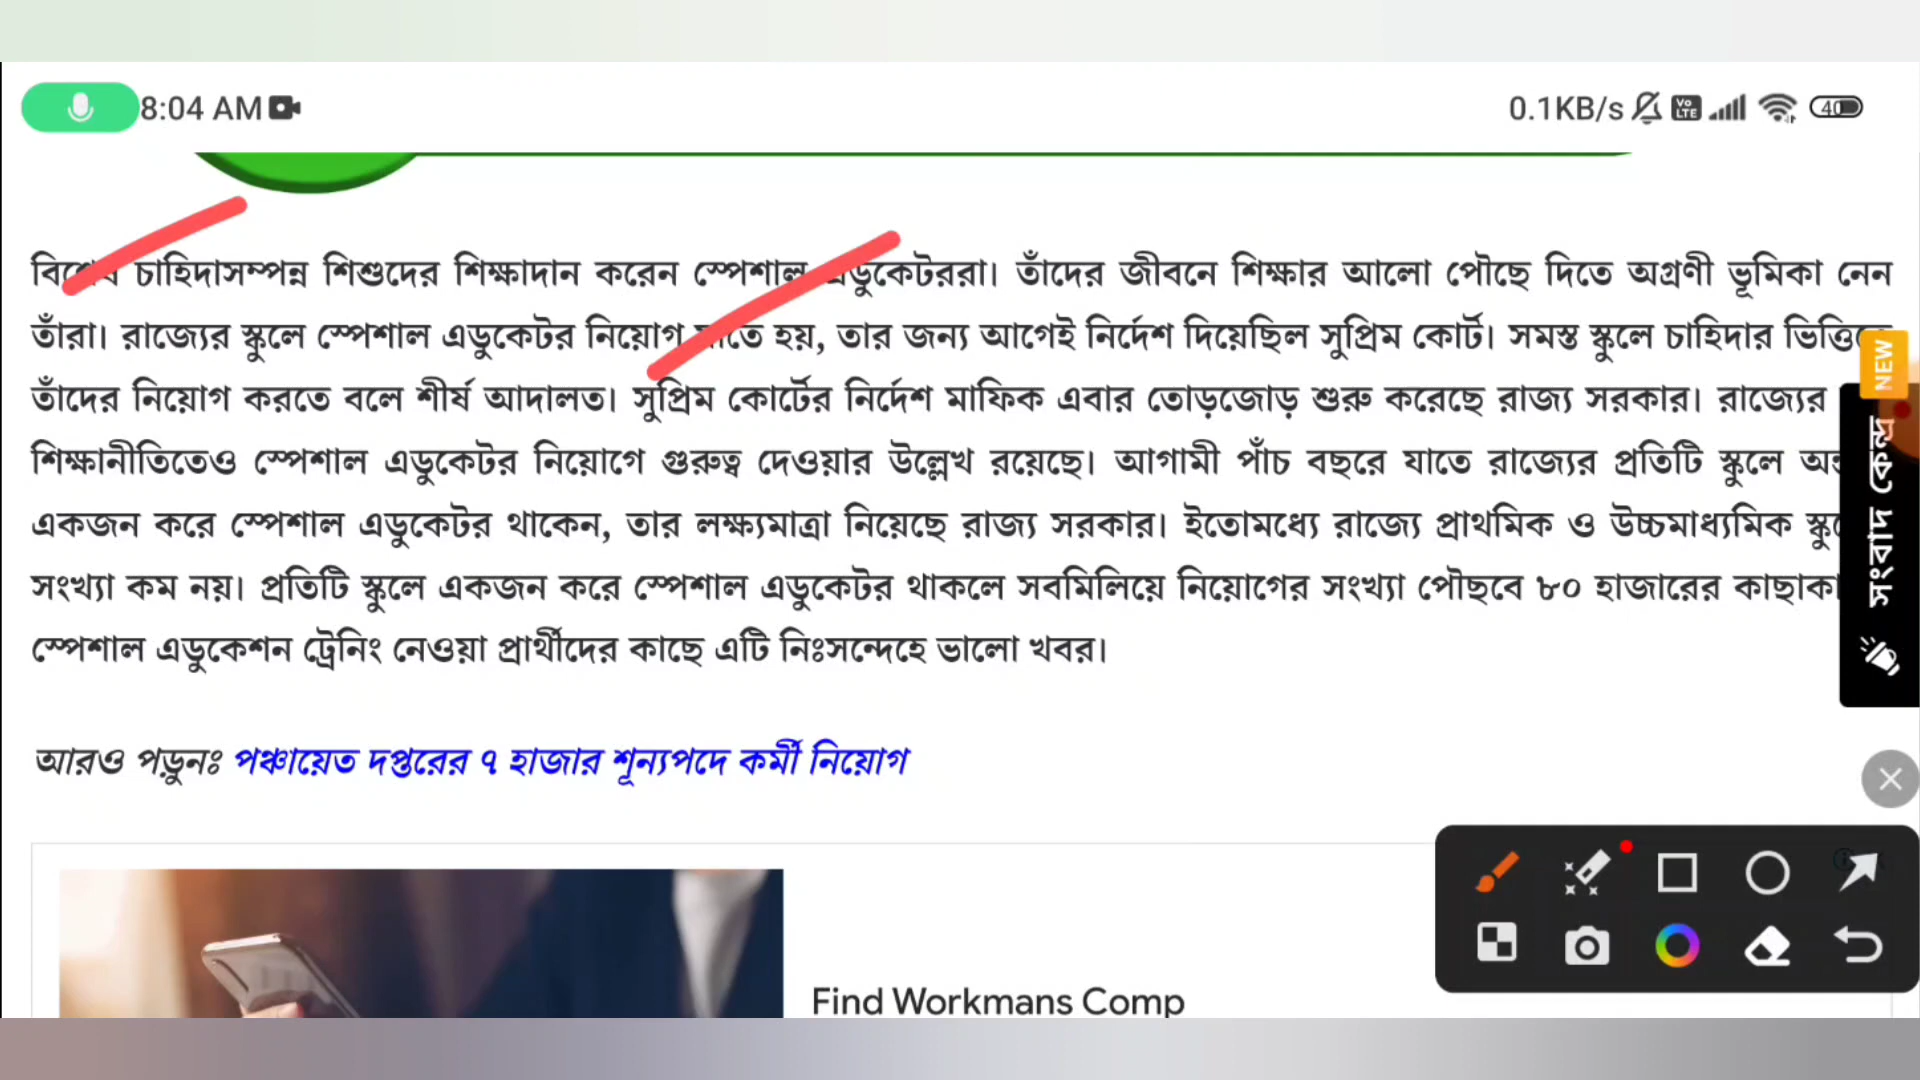 8:04 AM
0.1KB/s Vo LTE 40
চাহিদাসম্পন্ন শিশুদের শিক্ষাদান করেন স্পেশাল এডুকেটররা। তাঁদের জীবনে শিক্ষার আলো পৌছে দিতে অগ্রণী ভূমিকা নেন
তাঁরা। রাজ্যের স্কুলে স্পেশাল এডুকেটর নিয়োগ হয়, তার জন্য আগেই নির্দেশ দিয়েছিল সুপ্রিম কোর্ট। সমস্ত স্কুলে চাহিদার
তাঁদের নিয়োগ করতে বলে শীর্ষ আদালত। সুপ্রিম কোর্টের নির্দেশ মাফিক এবার তোড়জোড় শুরু করেছে রাজ্য সরকার। রাজ্যের
শিক্ষানীতিতেও স্পেশাল এডুকেটর নিয়োগে গুরুত্ব দেওয়ার উল্লেখ রয়েছে। আগামী পাঁচ বছরে যাতে রাজ্যের প্রতিটি স্কুলে
একজন করে স্পেশাল এডুকেটর থাকেন, তার লক্ষ্যমাত্রা নিয়েছে রাজ্য সরকার। ইতোমধ্যে রাজ্যে প্রাথমিক ও উচ্চমাধ্যমিক
সংখ্যা কম নয়। প্রতিটি স্কুলে একজন করে স্পেশাল এডুকেটর থাকলে সবমিলিয়ে নিয়োগের সংখ্যা পৌছবে ৮০ হাজারের
স্পেশাল এডুকেশন ট্রেনিং নেওয়া প্রার্থীদের কাছে এটি নিঃসন্দেহে ভালো খবর।
NEW
সংবাদ কেন্দ্র
আরও পড়ুনঃ পঞ্চায়েত দপ্তরের ৭ হাজার শূন্যপদে কর্মী নিয়োগ
Find Workmans Comp